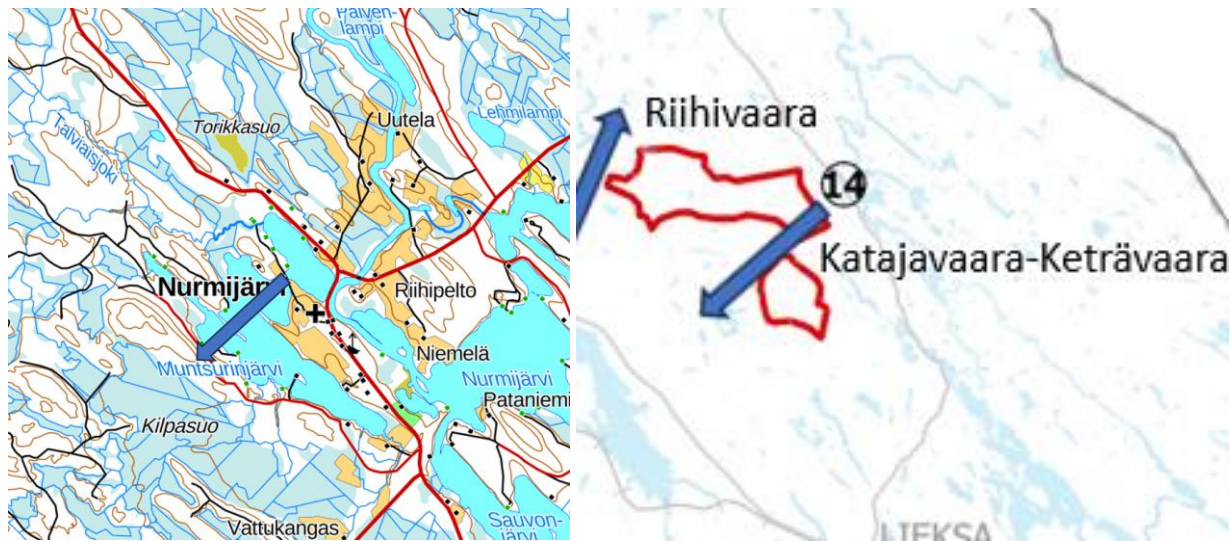 Palven-
lampi
Torikkasuo
Uutela
Lehmilampi
Talviaisjoki
Nurmijärvi
Riihipelto
Muntsurinjärvi
Niemelä
Nurmijärvi
Pataniemi
Kilpasuo
Vattukangas
Sauvon-
järvi
Riihivaara
14
Katajavaara-Keträvaara
LIEKSA